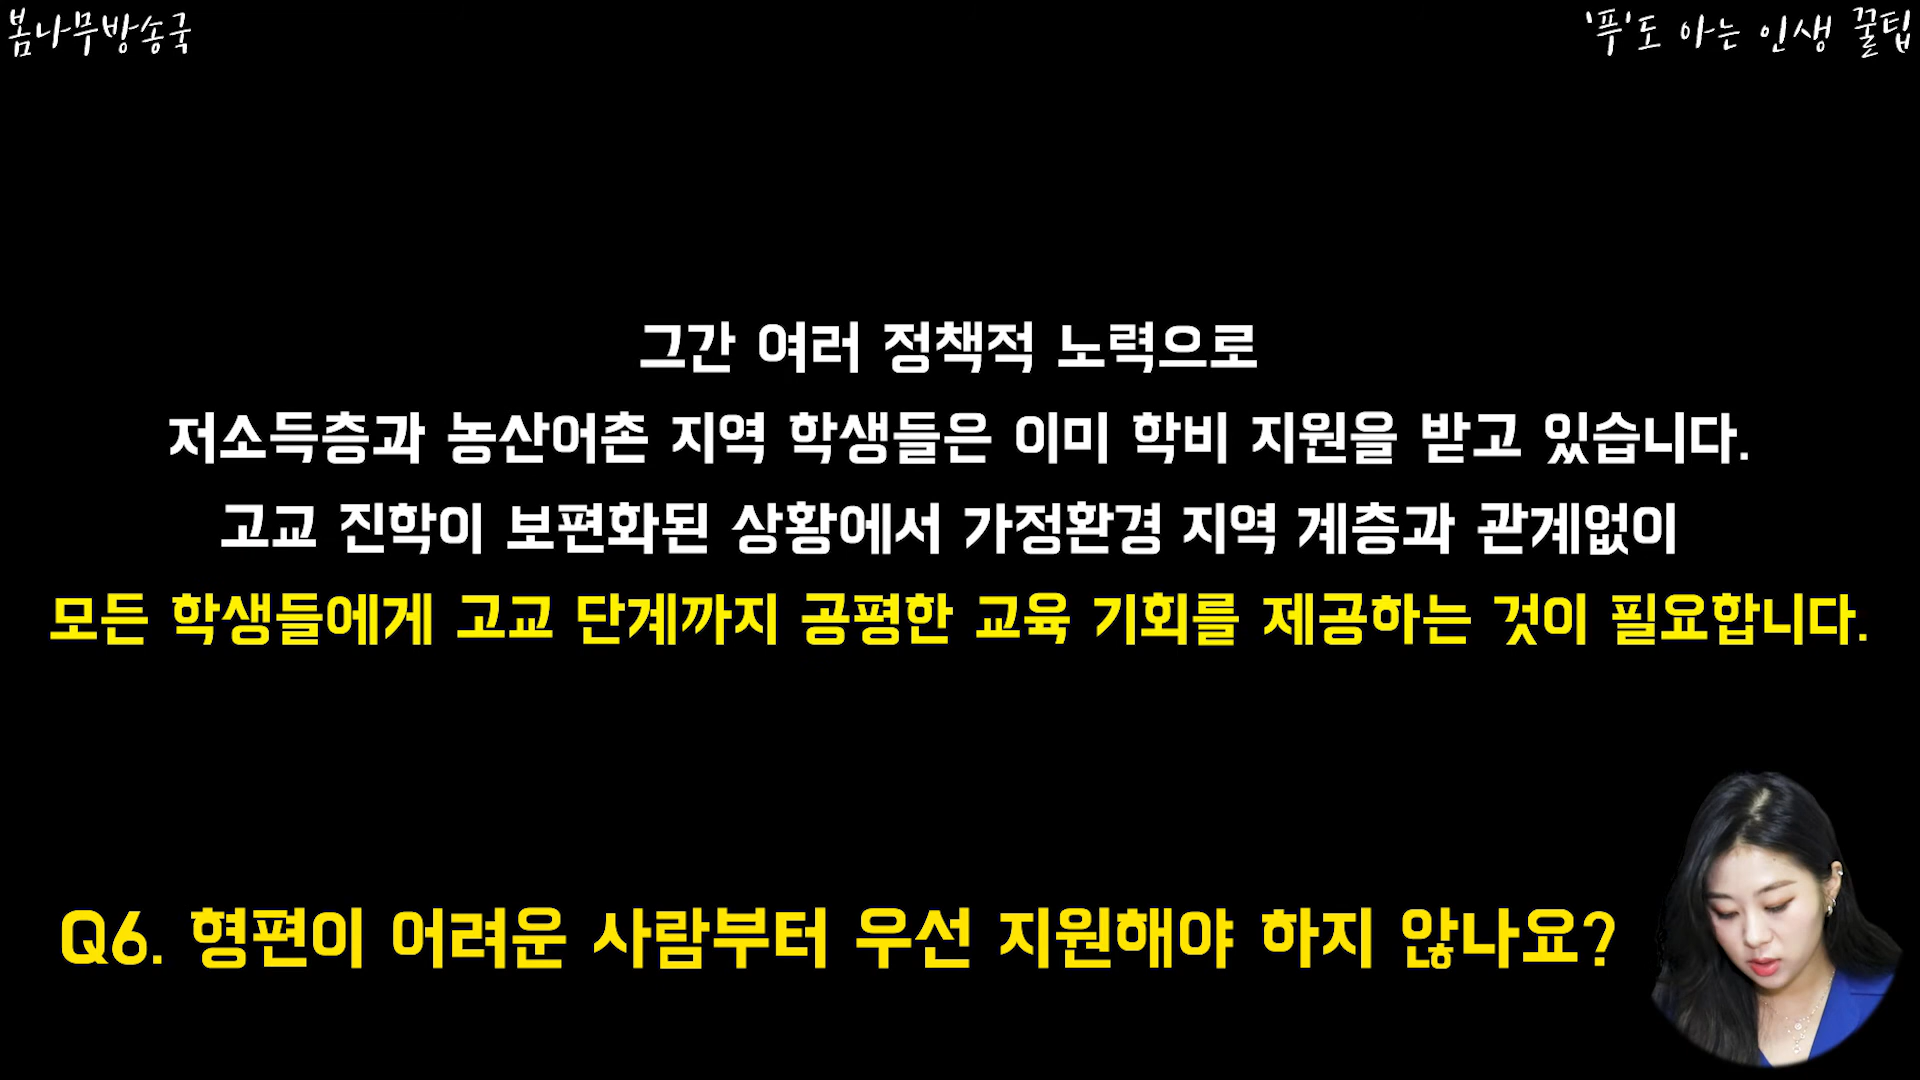 봄나무방송국
'푸'도 아는 인생 꿀팁
그간 여러 정책적 노력으로
저소득층과 농산어촌 지역 학생들은 이미 학비 지원을 받고 있습니다.
고교 진학이 보편화된 상황에서 가정환경 지역 계층과 관계없이
모든 학생들에게 고교 단계까지 공평한 교육 기회를 제공하는 것이 필요합니다.
Q6. 형편이 어려운 사람부터 우선 지원해야 하지 않나요?